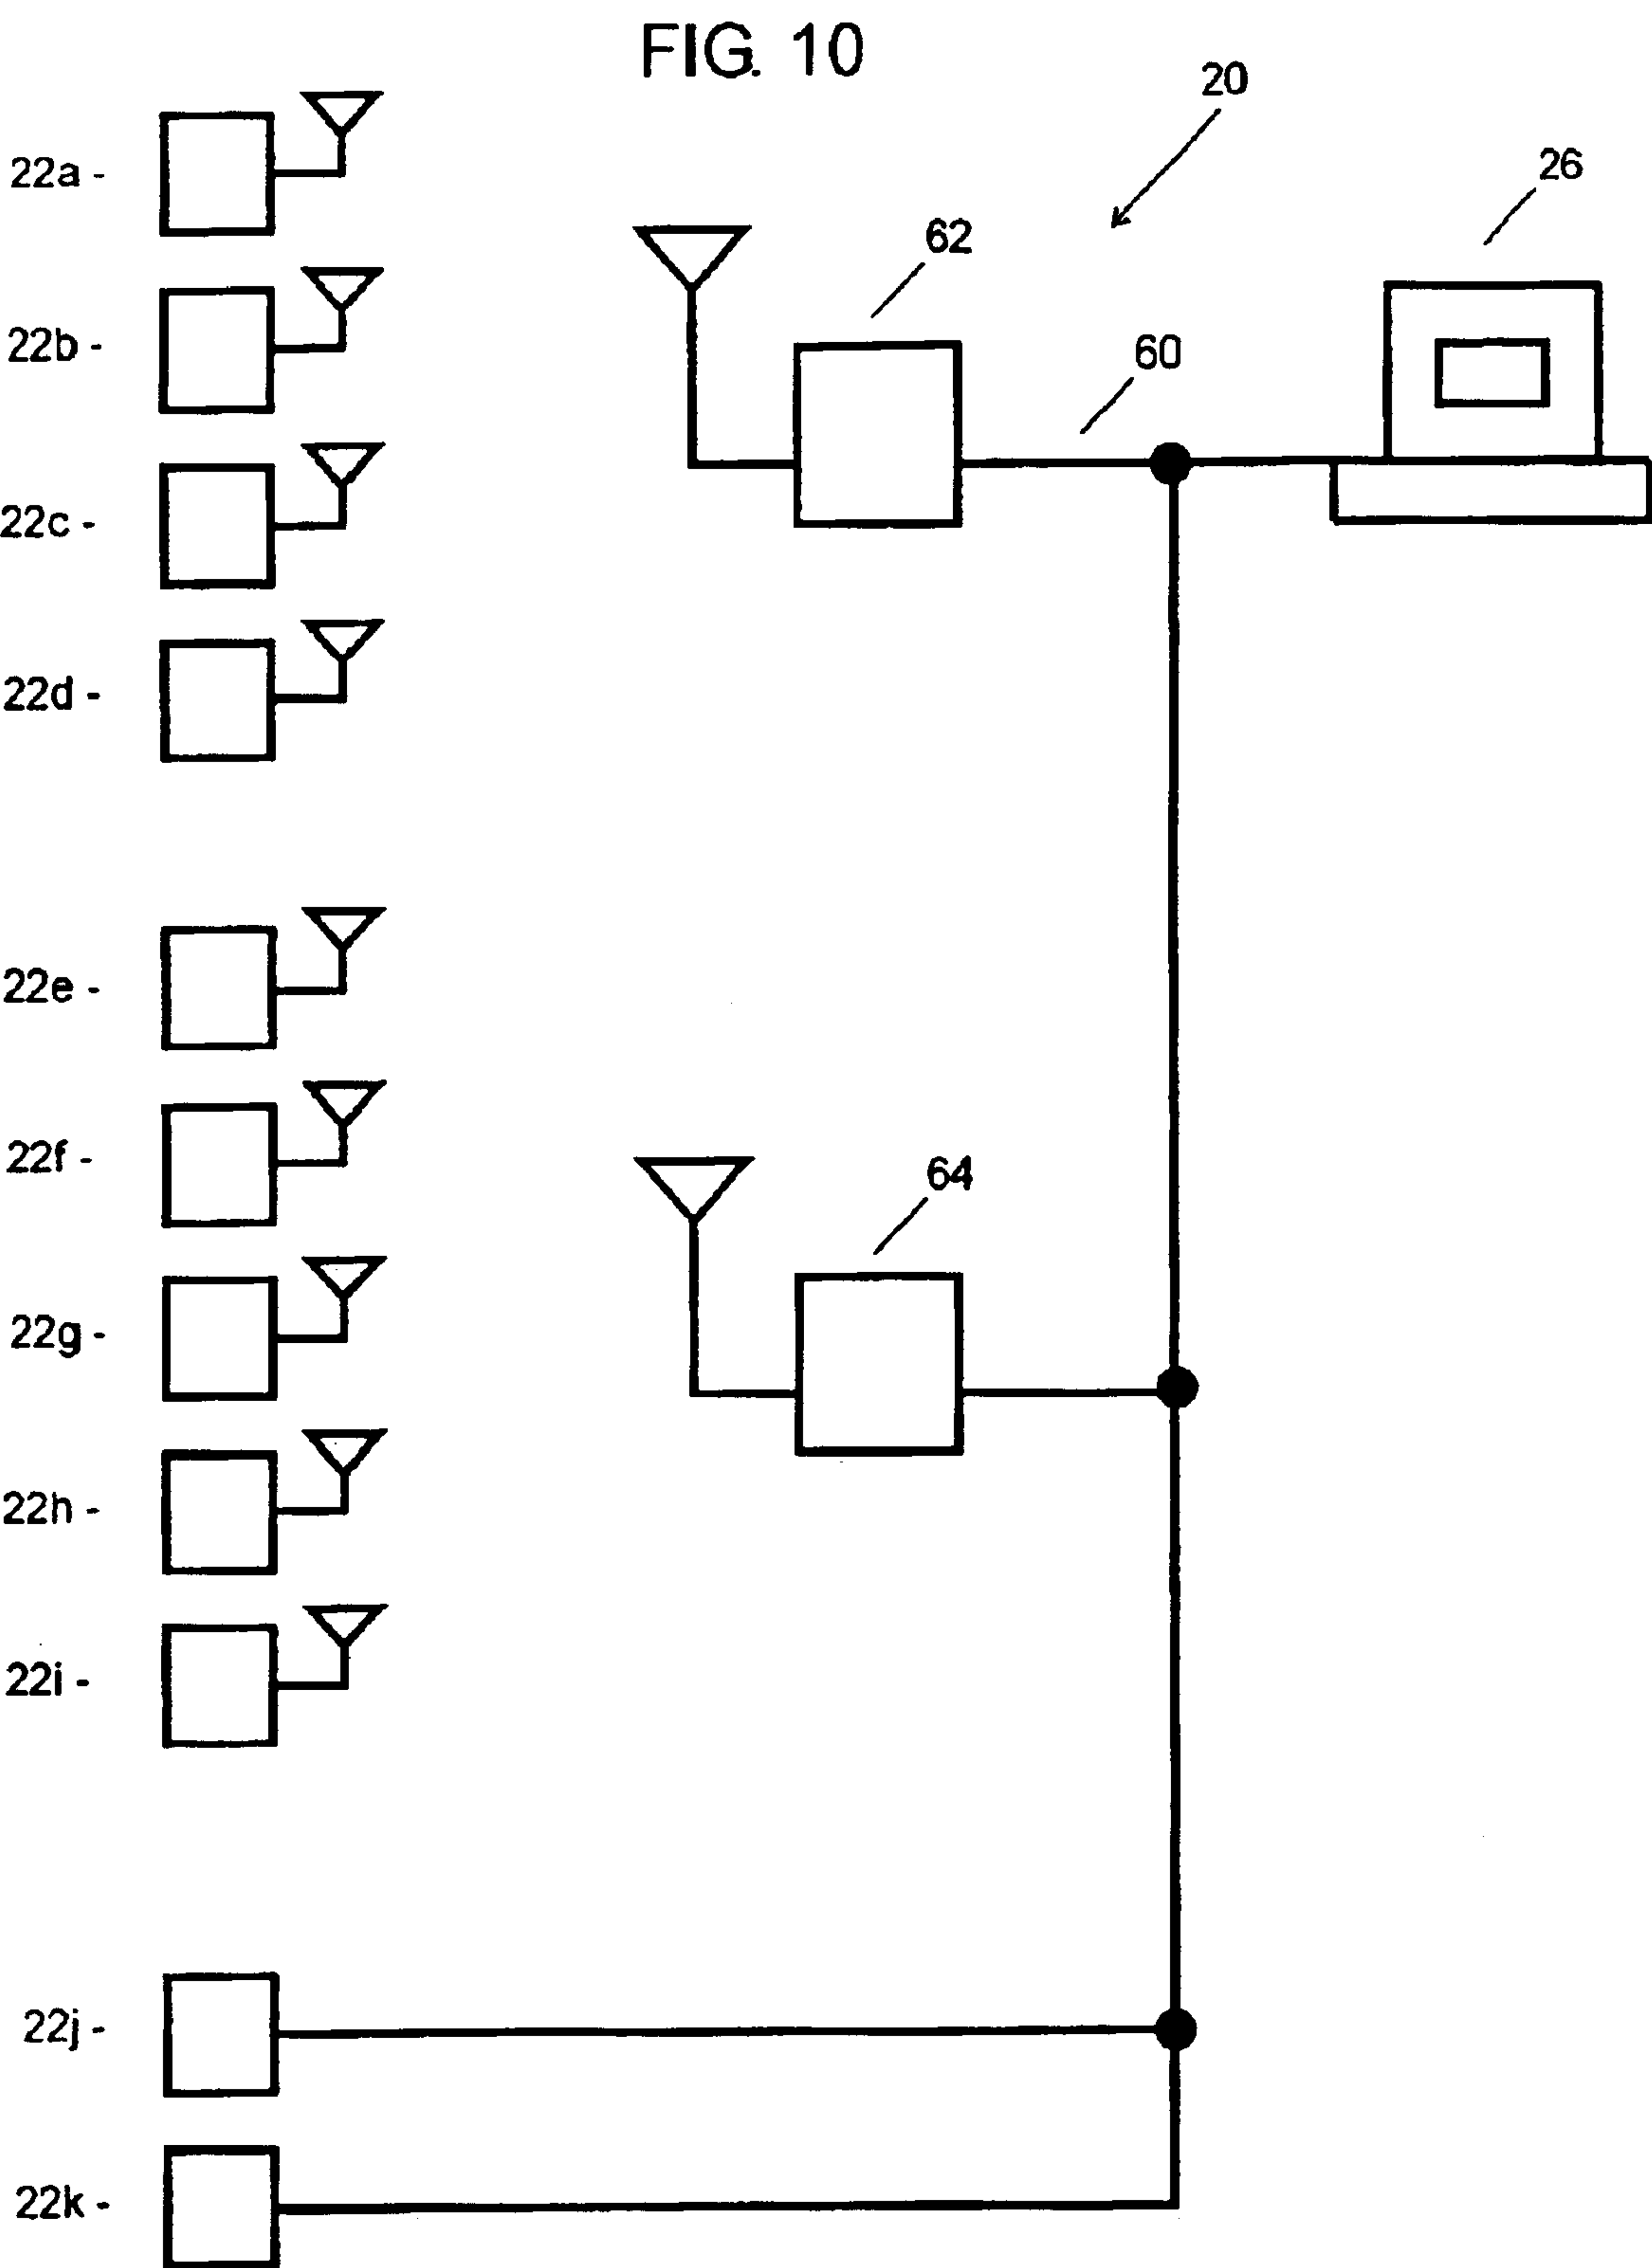 FIG. 10
20
22a -
26
62
22b -
60
22c -
22d -
22e -
22f -
64
22g -
22h -
22i -
22j -
22k -